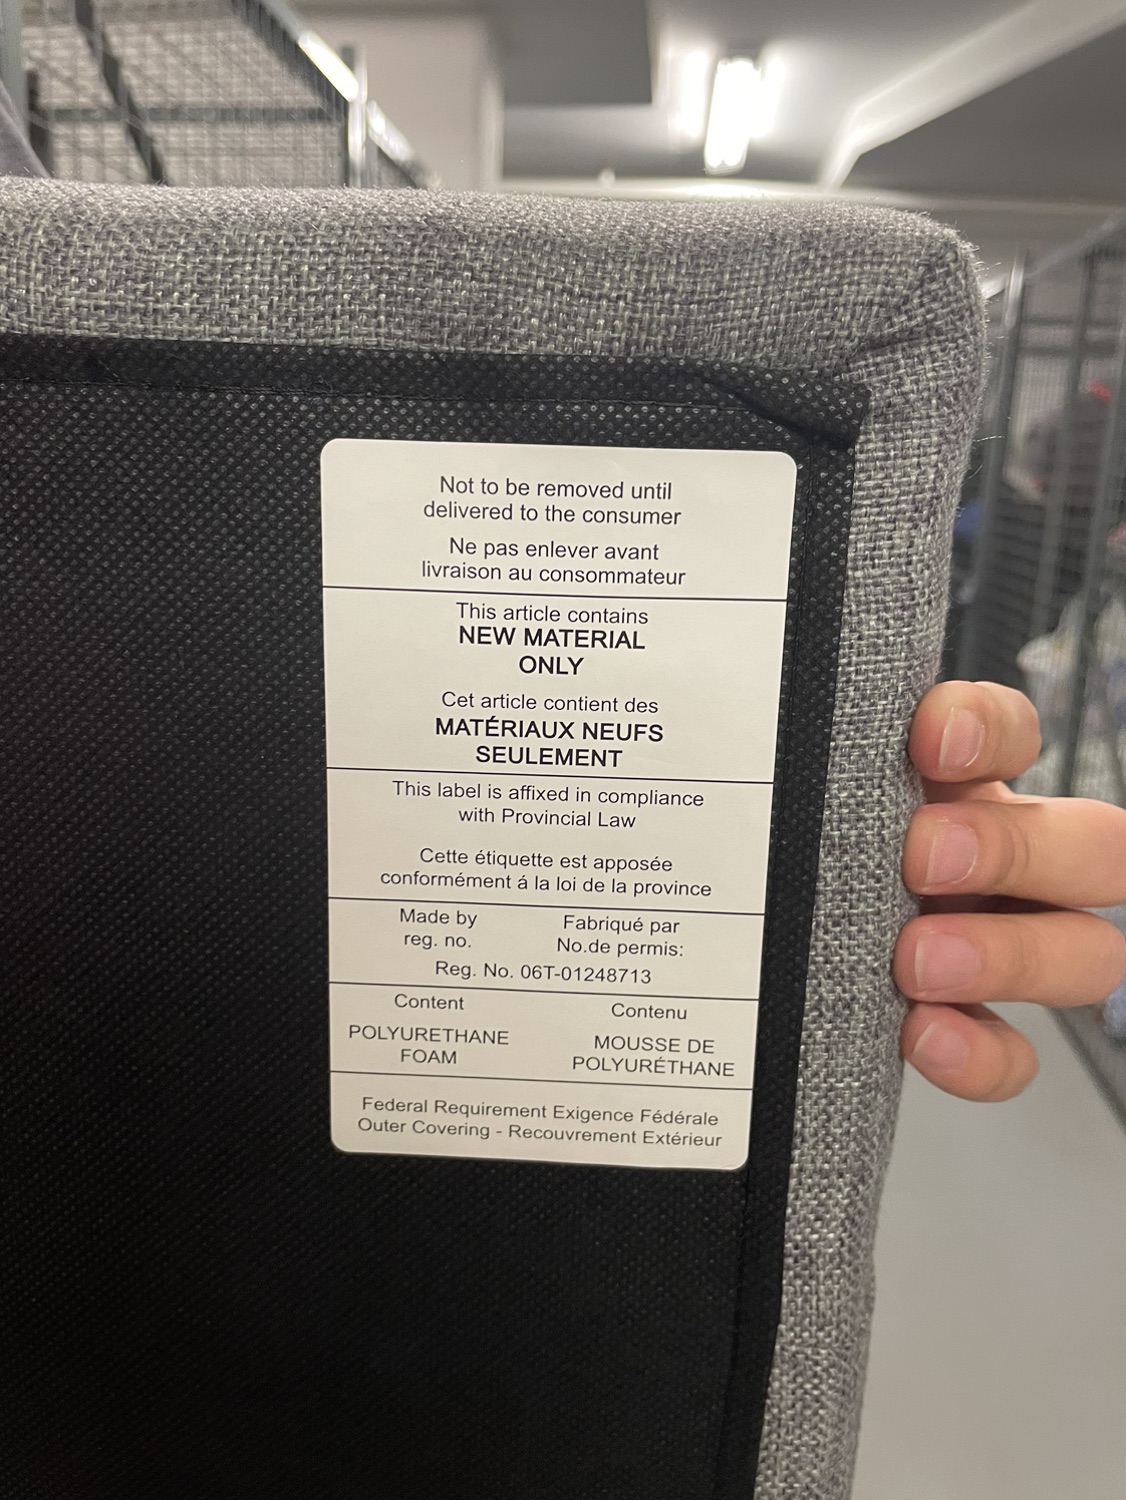 Not to be removed until
delivered to the consumer
Ne pas enlever avant
livraison au consommateur
This article contains
NEW MATERIAL
ONLY
Cet article contient des
MATÉRIAUX NEUFS
SEULEMENT
This label is affixed in compliance
with Provincial Law
Cette étiquette est apposée
conformément á la loi de la province
Made by
reg. no.
Fabriqué par
No.de permis:
Reg. No. 06T-01248713
Content
POLYURETHANE
FOAM
Contenu
MOUSSE DE
POLYURÉTHANE
Federal Requirement Exigence Fédérale
Outer Covering - Recouvrement Extérieur